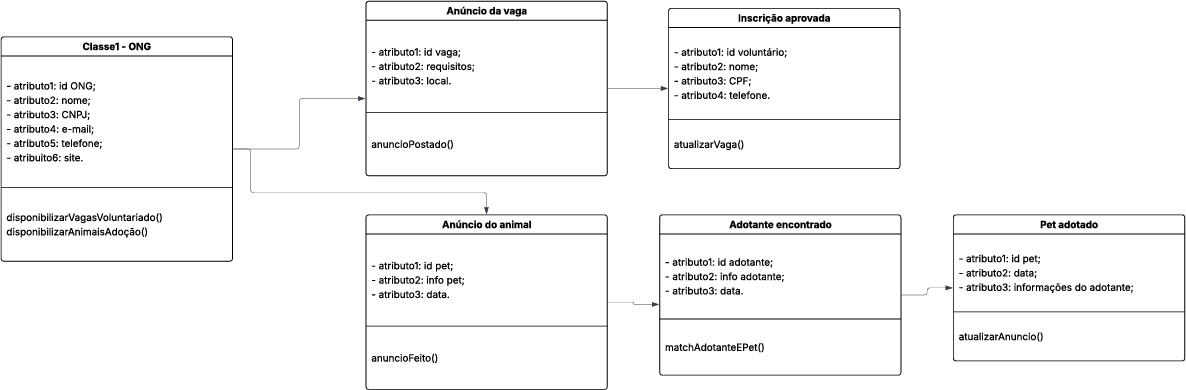 Classe1 - ONG
- atributo1: id ONG;
- atributo2: nome;
- atributo3: CNPJ;
- atributo4: e-mail;
- atributo5: telefone;
- atribuito6: site.
disponibilizarVagasVoluntariado()
disponibilizarAnimaisAdoção()
Anúncio da vaga
- atributo1: id vaga;
- atributo2: requisitos;
- atributo3: local.
anuncioPostado()
Inscrição aprovada
- atributo1: id voluntário;
- atributo2: nome;
- atributo3: CPF;
- atributo4: telefone.
atualizarVaga()
Anúncio do animal
- atributo1: id pet;
- atributo2: info pet;
- atributo3: data.
anuncioFeito()
Adotante encontrado
- atributo1: id adotante;
- atributo2: info adotante;
- atributo3: data.
matchAdotanteEPet()
Pet adotado
- atributo1: id pet;
- atributo2: data;
- atributo3: informações do adotante;
atualizarAnuncio()